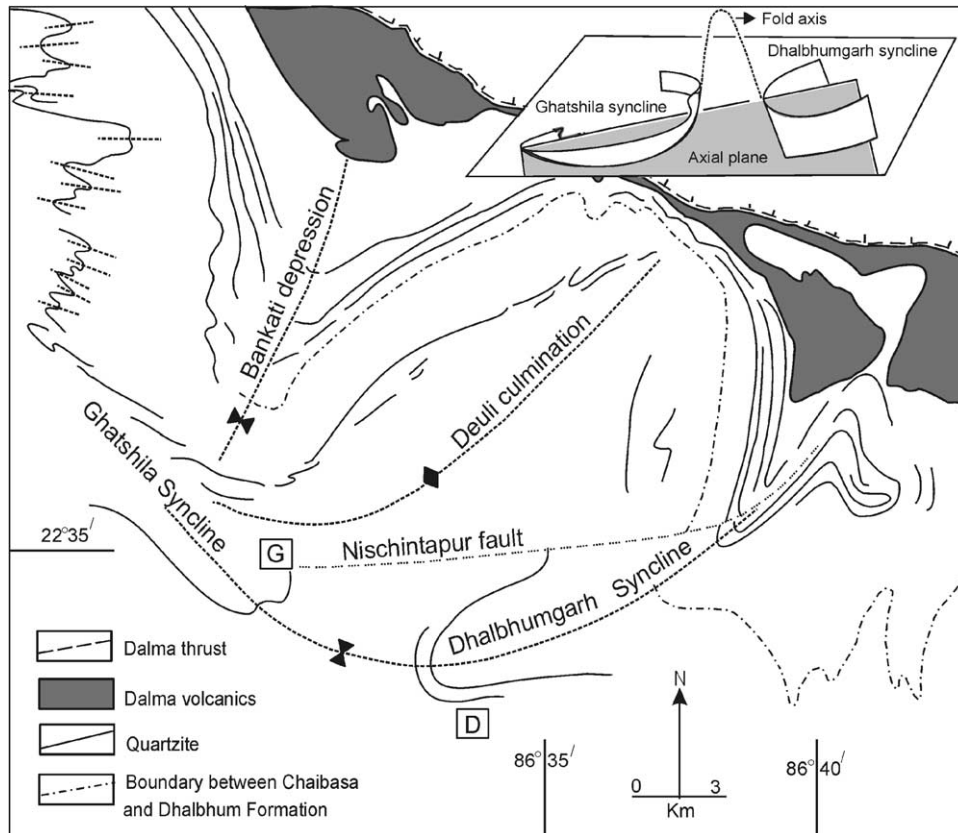 Fold axis
Dhalbhumgarh syncline
Ghatshila syncline
Axial plane
Bankati depression
Deuli culmination
Ghatshila Syncline
22°35'
G
Nischintapur fault
Dhalbhumgarh Syncline
D
Dalma thrust
Dalma volcanics
Quartzite
Boundary between Chaibasa
and Dhalbhum Formation
N
0 3
Km
86°35'
86°40'